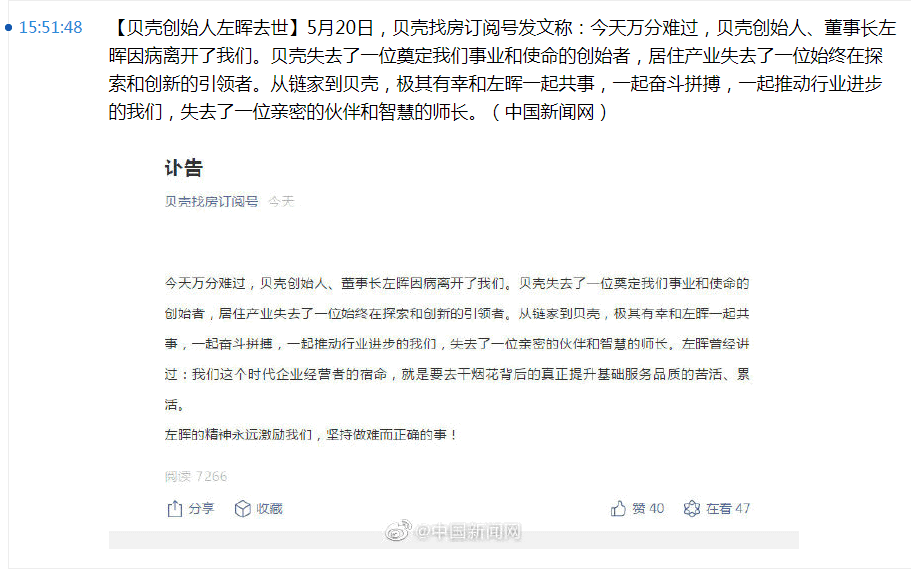 15:51:48
【贝壳创始人左晖去世】5月20日，贝壳找房订阅号发文称：今天万分难过，贝壳创始人、董事长左
晖因病离开了我们。贝壳失去了一位奠定我们事业和使命的创始者，居住产业失去了一位始终在探
索和创新的引领者。从链家到贝壳，极其有幸和左晖一起共事，一起奋斗拼搏，一起推动行业进步
的我们，失去了一位亲密的伙伴和智慧的师长。（中国新闻网）
讣告
贝壳找房订阅号 今天
今天万分难过，贝壳创始人、董事长左晖因病离开了我们。贝壳失去了一位奠定我们事业和使命的
创始者，居住产业失去了一位始终在探索和创新的引领者。从链家到贝壳，极其有幸和左晖一起共
事，一起奋斗拼搏，一起推动行业进步的我们，失去了一位亲密的伙伴和智慧的师长。左晖曾经讲
过：我们这个时代企业经营者的宿命，就是要去干烟花背后的真正提升基础服务品质的苦活、累
活。
左晖的精神永远激励我们，坚持做难而正确的事！
阅读 7266
分享 收藏 赞 40 在看 47
@中国新闻网